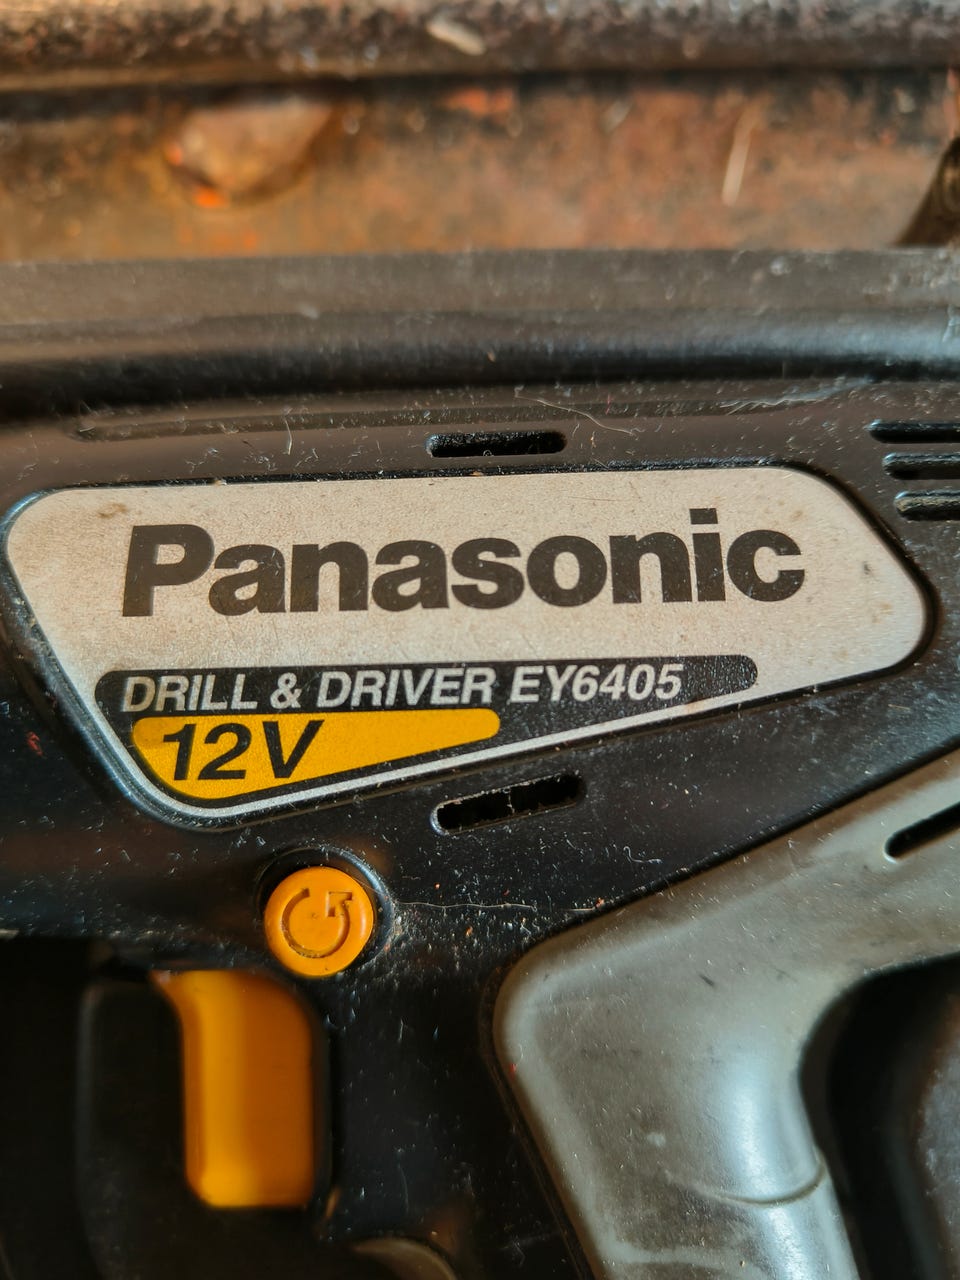 Panasonic
DRILL & DRIVER EY6405
12V